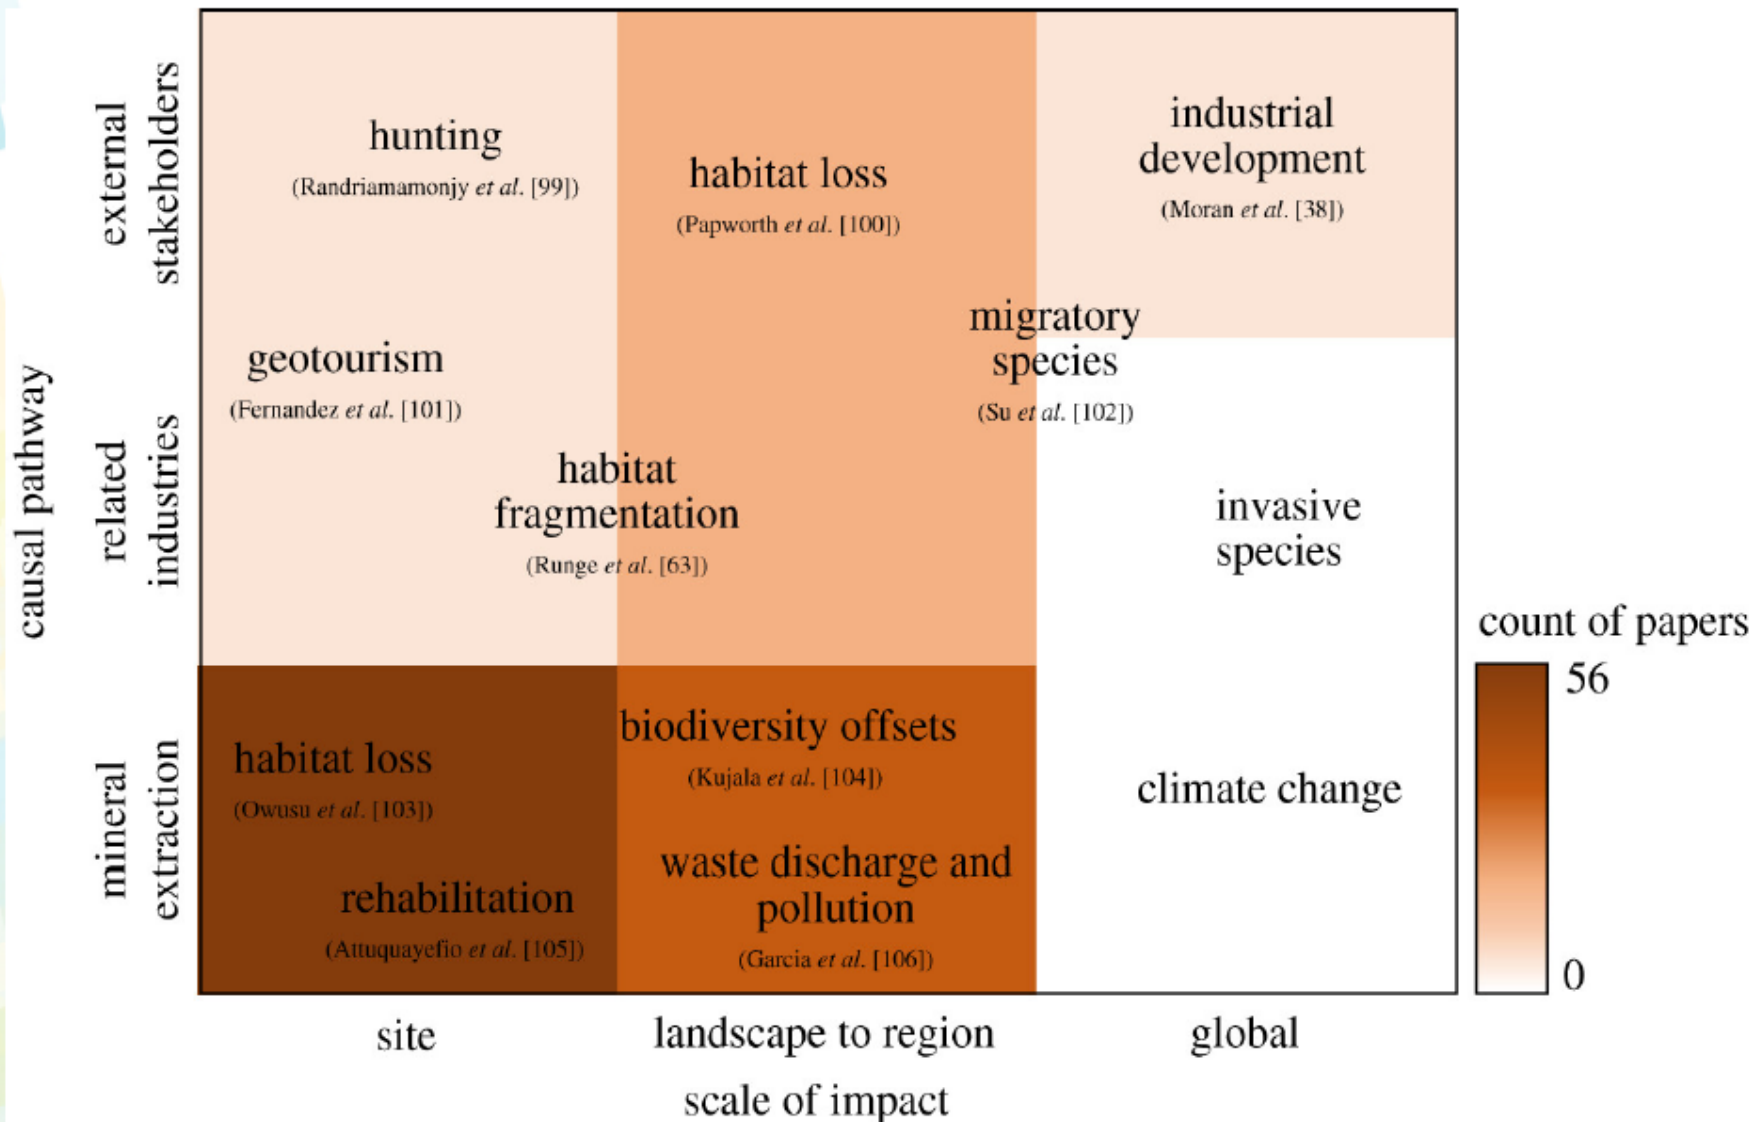 causal pathway
external
stakeholders
related
industries
mineral
extraction
hunting
(Randriamamonjy et al. [99])
habitat loss
(Papworth et al. [100])
industrial
development
(Moran et al. [38])
geotourism
(Fernandez et al. [101])
migratory
species
(Su et al. [102])
habitat
fragmentation
(Runge et al. [63])
invasive
species
habitat loss
(Owusu et al. [103])
biodiversity offsets
(Kujala et al. [104])
climate change
rehabilitation
(Attuquayefio et al. [105])
waste discharge and
pollution
(Garcia et al. [106])
site
landscape to region
global
scale of impact
count of papers
56
0